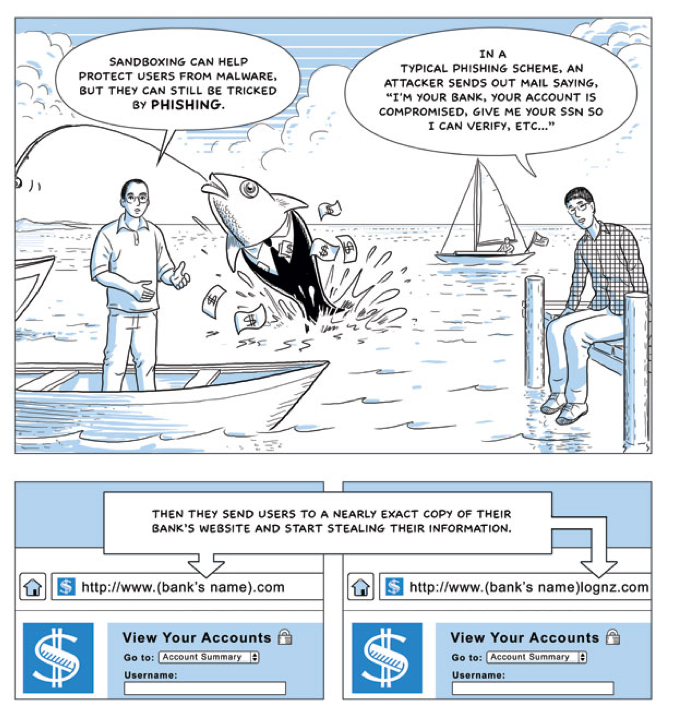 SANDBOXING CAN HELP
PROTECT USERS FROM MALWARE,
BUT THEY CAN STILL BE TRICKED
BY PHISHING.
IN A
TYPICAL PHISHING SCHEME, AN
ATTACKER SENDS OUT MAIL SAYING,
"I'M YOUR BANK, YOUR ACCOUNT IS
COMPROMISED, GIVE ME YOUR SSN SO
I CAN VERIFY, ETC..."
$
$
$
$
$
THEN THEY SEND USERS TO A NEARLY EXACT COPY OF THEIR
BANK'S WEBSITE AND START STEALING THEIR INFORMATION.
$ http://www.(bank's name).com
$
View Your Accounts
Go to: Account Summary
Username:
$ http://www.(bank's name)lognz.com
$
View Your Accounts
Go to: Account Summary
Username: